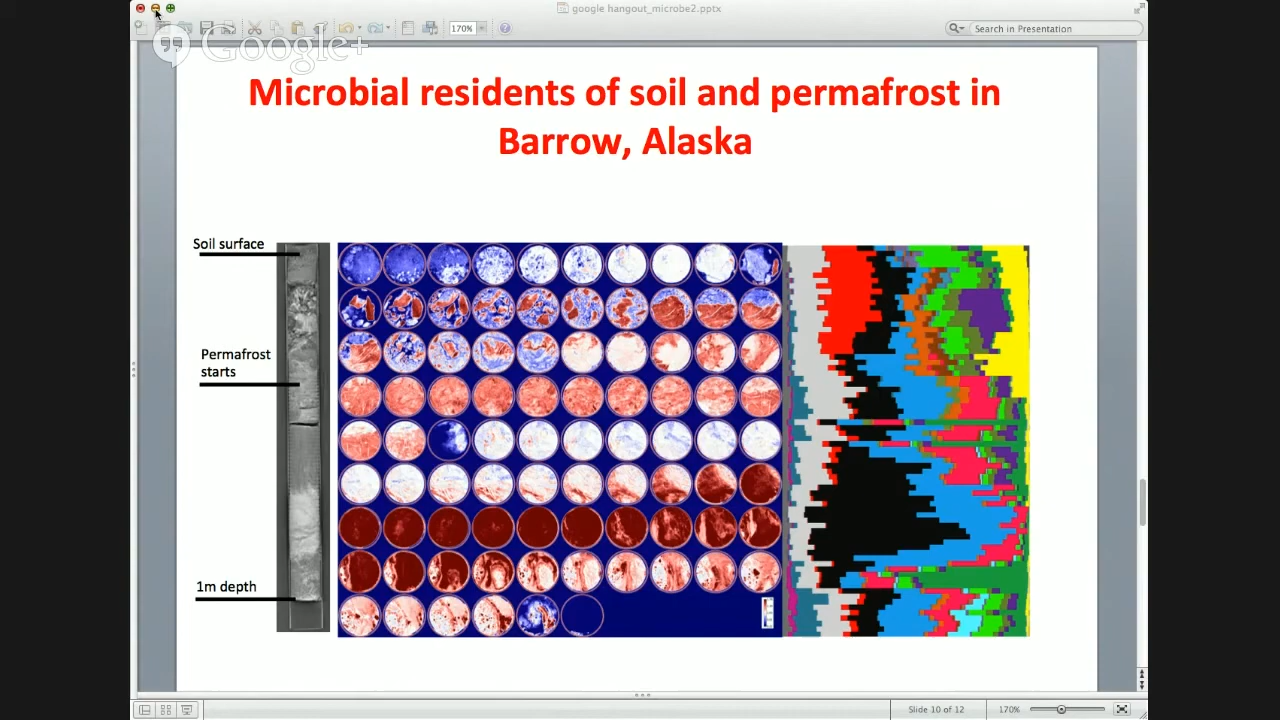 google hangout_microbe2.pptx
170%
Search in Presentation
Google+
Microbial residents of soil and permafrost in
Barrow, Alaska
Soil surface
Permafrost
starts
1m depth
Slide 10 of 12
170%